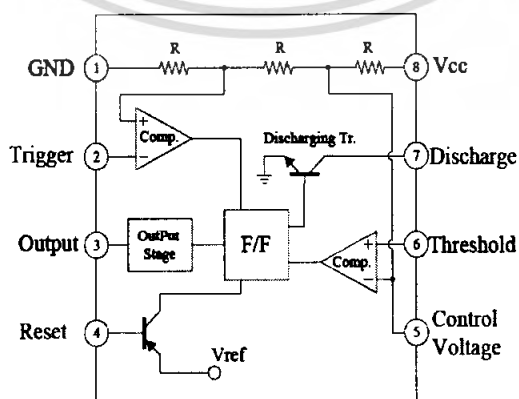 R R R
GND 1 8 Vcc
+
Comp.
Trigger 2 −
Discharging Tr.
7 Discharge
Output 3 OutPut Stage F/F
+ 6 Threshold
Comp.
−
Reset 4
5 Control
Voltage
Vref